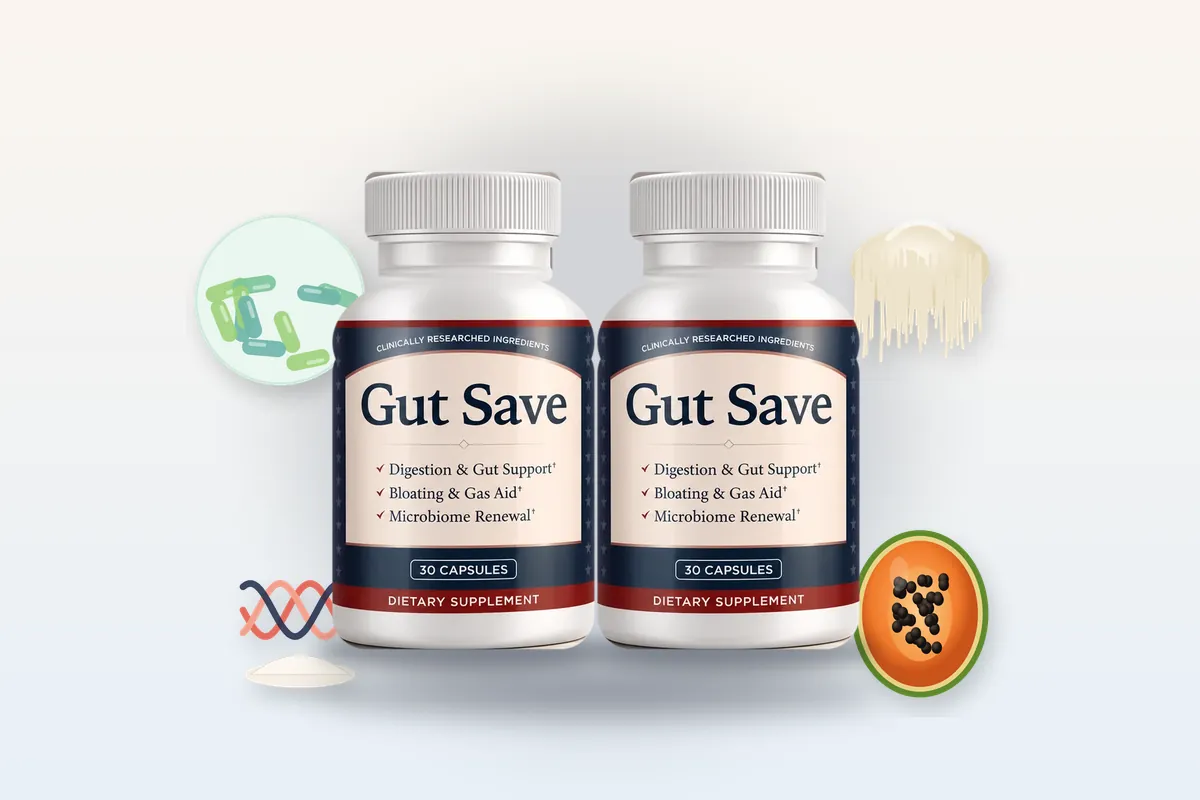 CLINICALLY RESEARCHED INGREDIENTS
Gut Save
✓ Digestion & Gut Support†
✓ Bloating & Gas Aid†
✓ Microbiome Renewal†
30 CAPSULES
DIETARY SUPPLEMENT
CLINICALLY RESEARCHED INGREDIENTS
Gut Save
✓ Digestion & Gut Support†
✓ Bloating & Gas Aid†
✓ Microbiome Renewal†
30 CAPSULES
DIETARY SUPPLEMENT